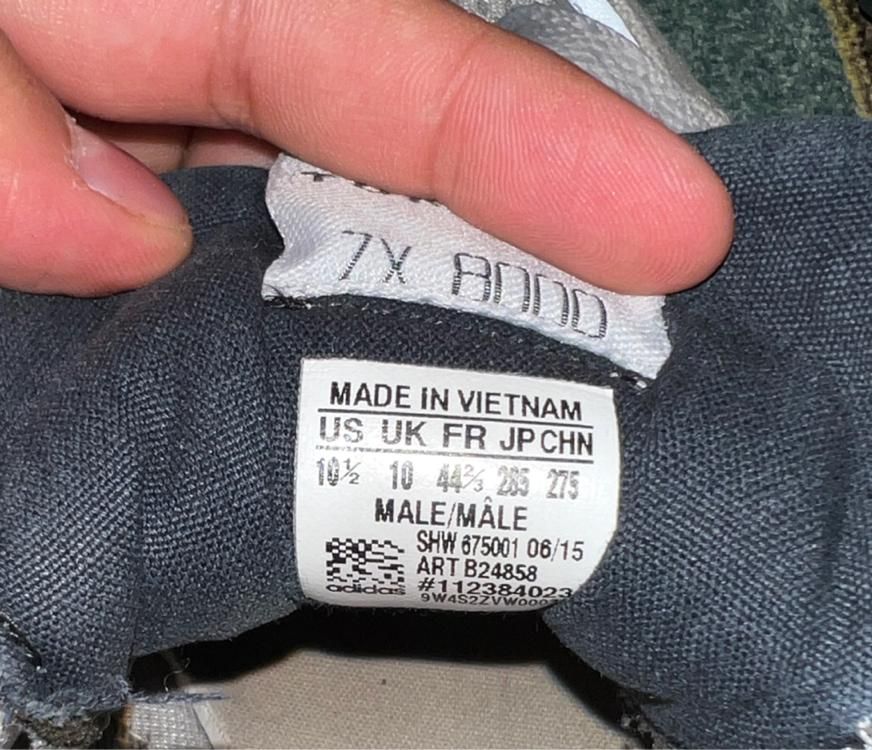 ZX 8000
MADE IN VIETNAM
US UK FR JP CHN
10½ 10 44⅔ 285 275
MALE/MÂLE
SHW 675001 06/15
ART B24858
#112384023
adidas